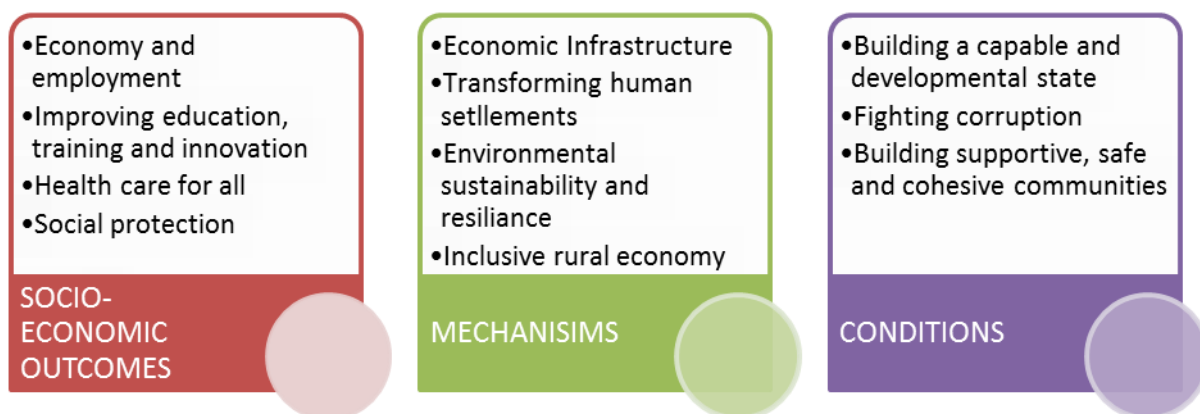 •Economy and
employment
•Improving education,
training and innovation
•Health care for all
•Social protection
SOCIO-
ECONOMIC
OUTCOMES
•Economic Infrastructure
•Transforming human
setllements
•Environmental
sustainability and
resiliance
•Inclusive rural economy
MECHANISIMS
•Building a capable and
developmental state
•Fighting corruption
•Building supportive, safe
and cohesive communities
CONDITIONS